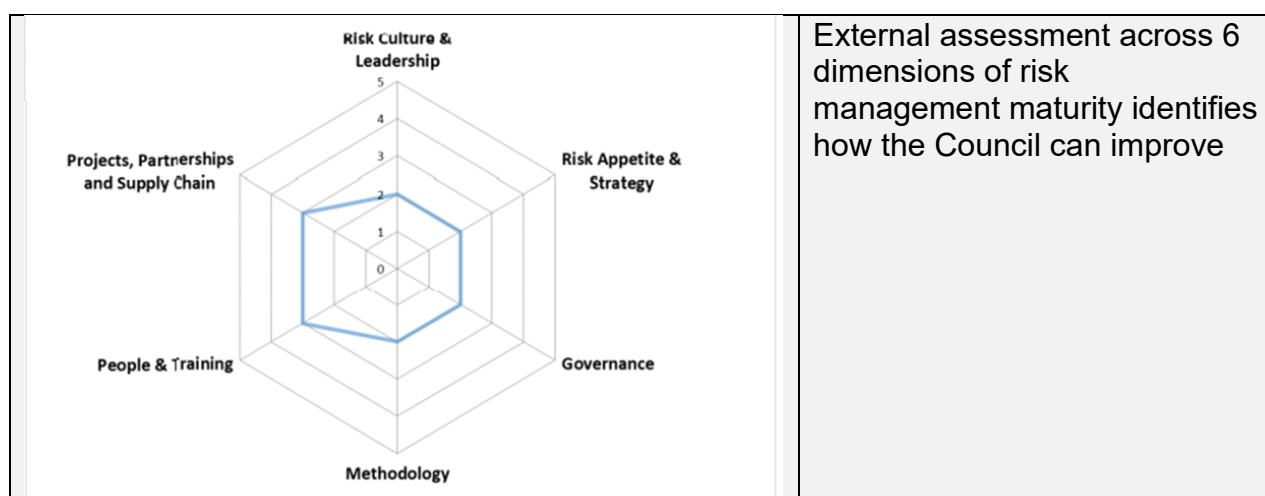 Risk Culture &
Leadership
5
4
3
2
1
0
Projects, Partnerships
and Supply Chain
Risk Appetite &
Strategy
People & Training
Governance
Methodology
External assessment across 6
dimensions of risk
management maturity identifies
how the Council can improve